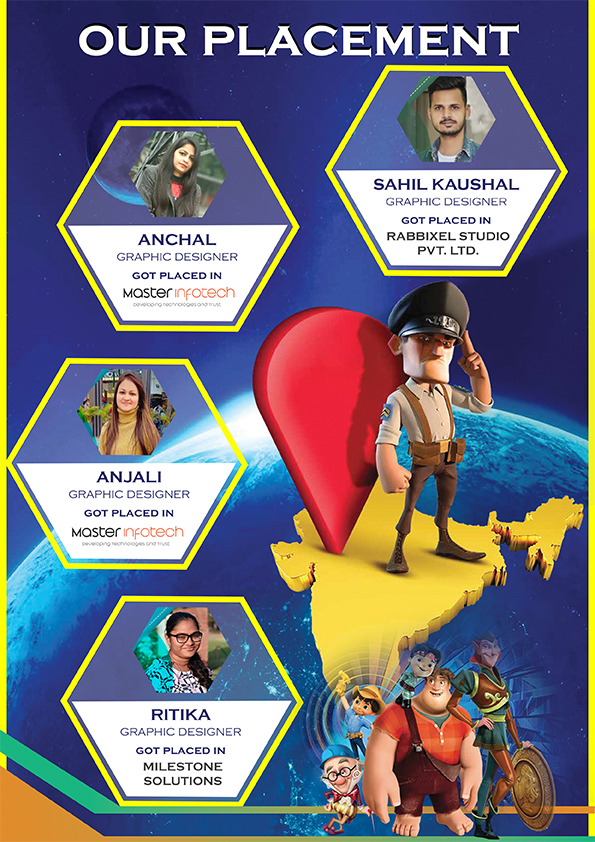 OUR PLACEMENT
SAHIL KAUSHAL
GRAPHIC DESIGNER
GOT PLACED IN
RABBIXEL STUDIO
PVT. LTD.
ANCHAL
GRAPHIC DESIGNER
GOT PLACED IN
Master infotech
Developing technologies and trust
ANJALI
GRAPHIC DESIGNER
GOT PLACED IN
Master infotech
Developing technologies and trust
RITIKA
GRAPHIC DESIGNER
GOT PLACED IN
MILESTONE
SOLUTIONS